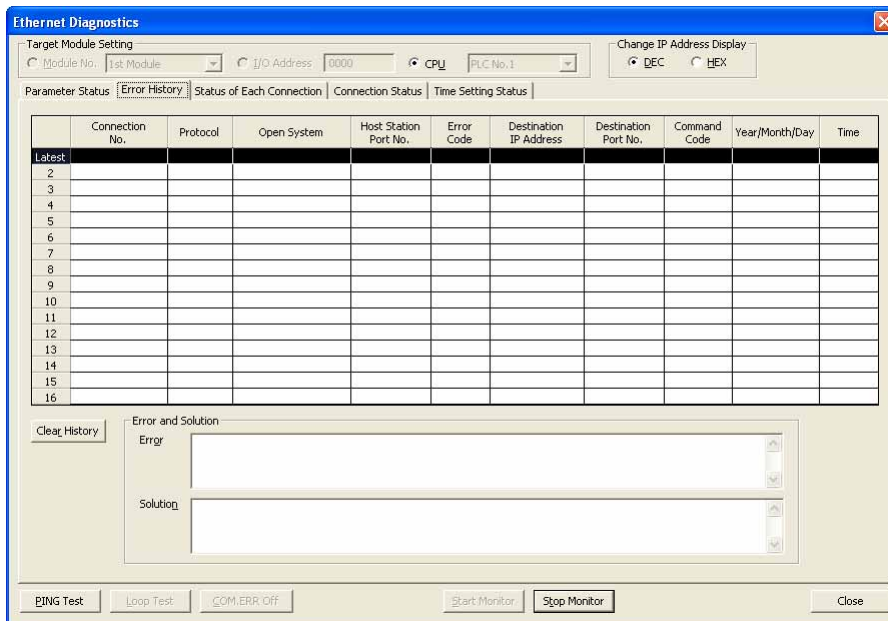 Ethernet Diagnostics
Target Module Setting
Module No. 1st Module I/O Address 0000 CPU PLC No.1
Change IP Address Display
DEC HEX
Parameter Status Error History Status of Each Connection Connection Status Time Setting Status
Connection No. Protocol Open System Host Station Port No. Error Code Destination IP Address Destination Port No. Command Code Year/Month/Day Time
Latest
2
3
4
5
6
7
8
9
10
11
12
13
14
15
16
Clear History
Error and Solution
Error
Solution
PING Test Loop Test COM.ERR Off Start Monitor Stop Monitor Close